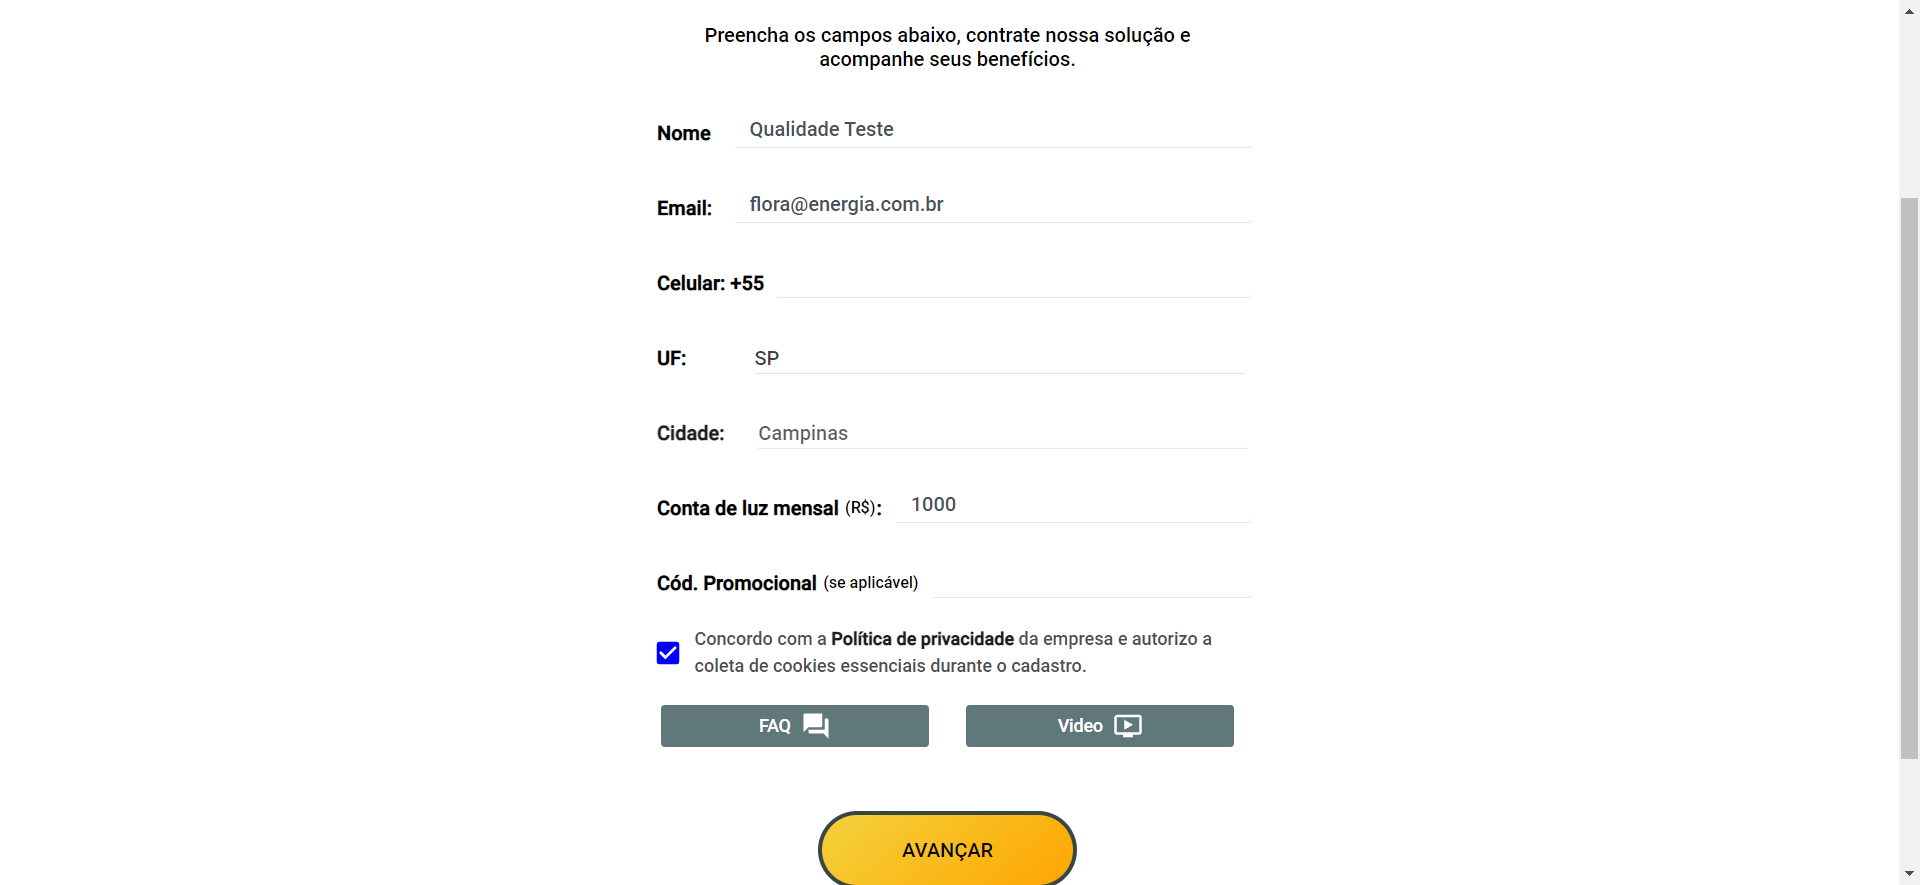 Preencha os campos abaixo, contrate nossa solução e
acompanhe seus benefícios.
Nome Qualidade Teste
Email: flora@energia.com.br
Celular: +55
UF: SP
Cidade: Campinas
Conta de luz mensal (R$): 1000
Cód. Promocional (se aplicável)
Concordo com a Política de privacidade da empresa e autorizo a
coleta de cookies essenciais durante o cadastro.
FAQ Video
AVANÇAR